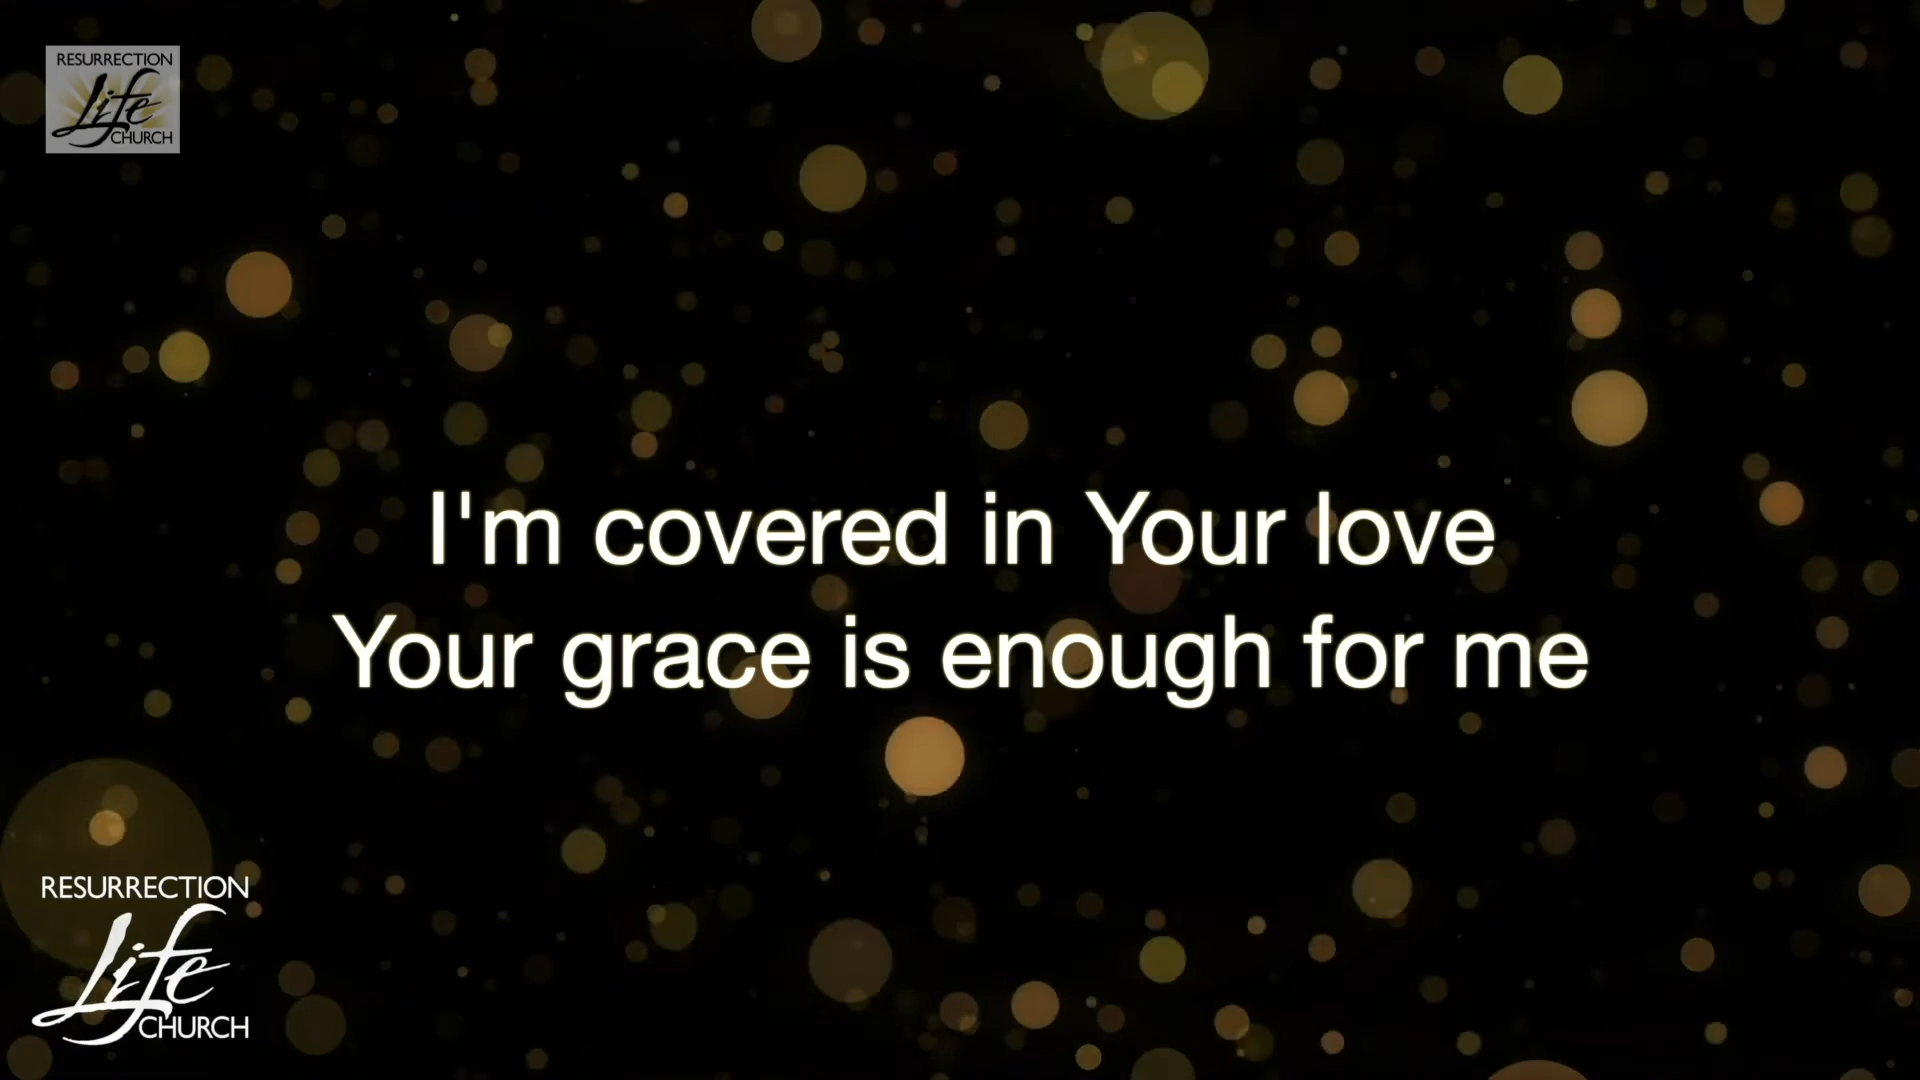 RESURRECTION
Life
CHURCH
I'm covered in Your love
Your grace is enough for me
RESURRECTION
Life
CHURCH